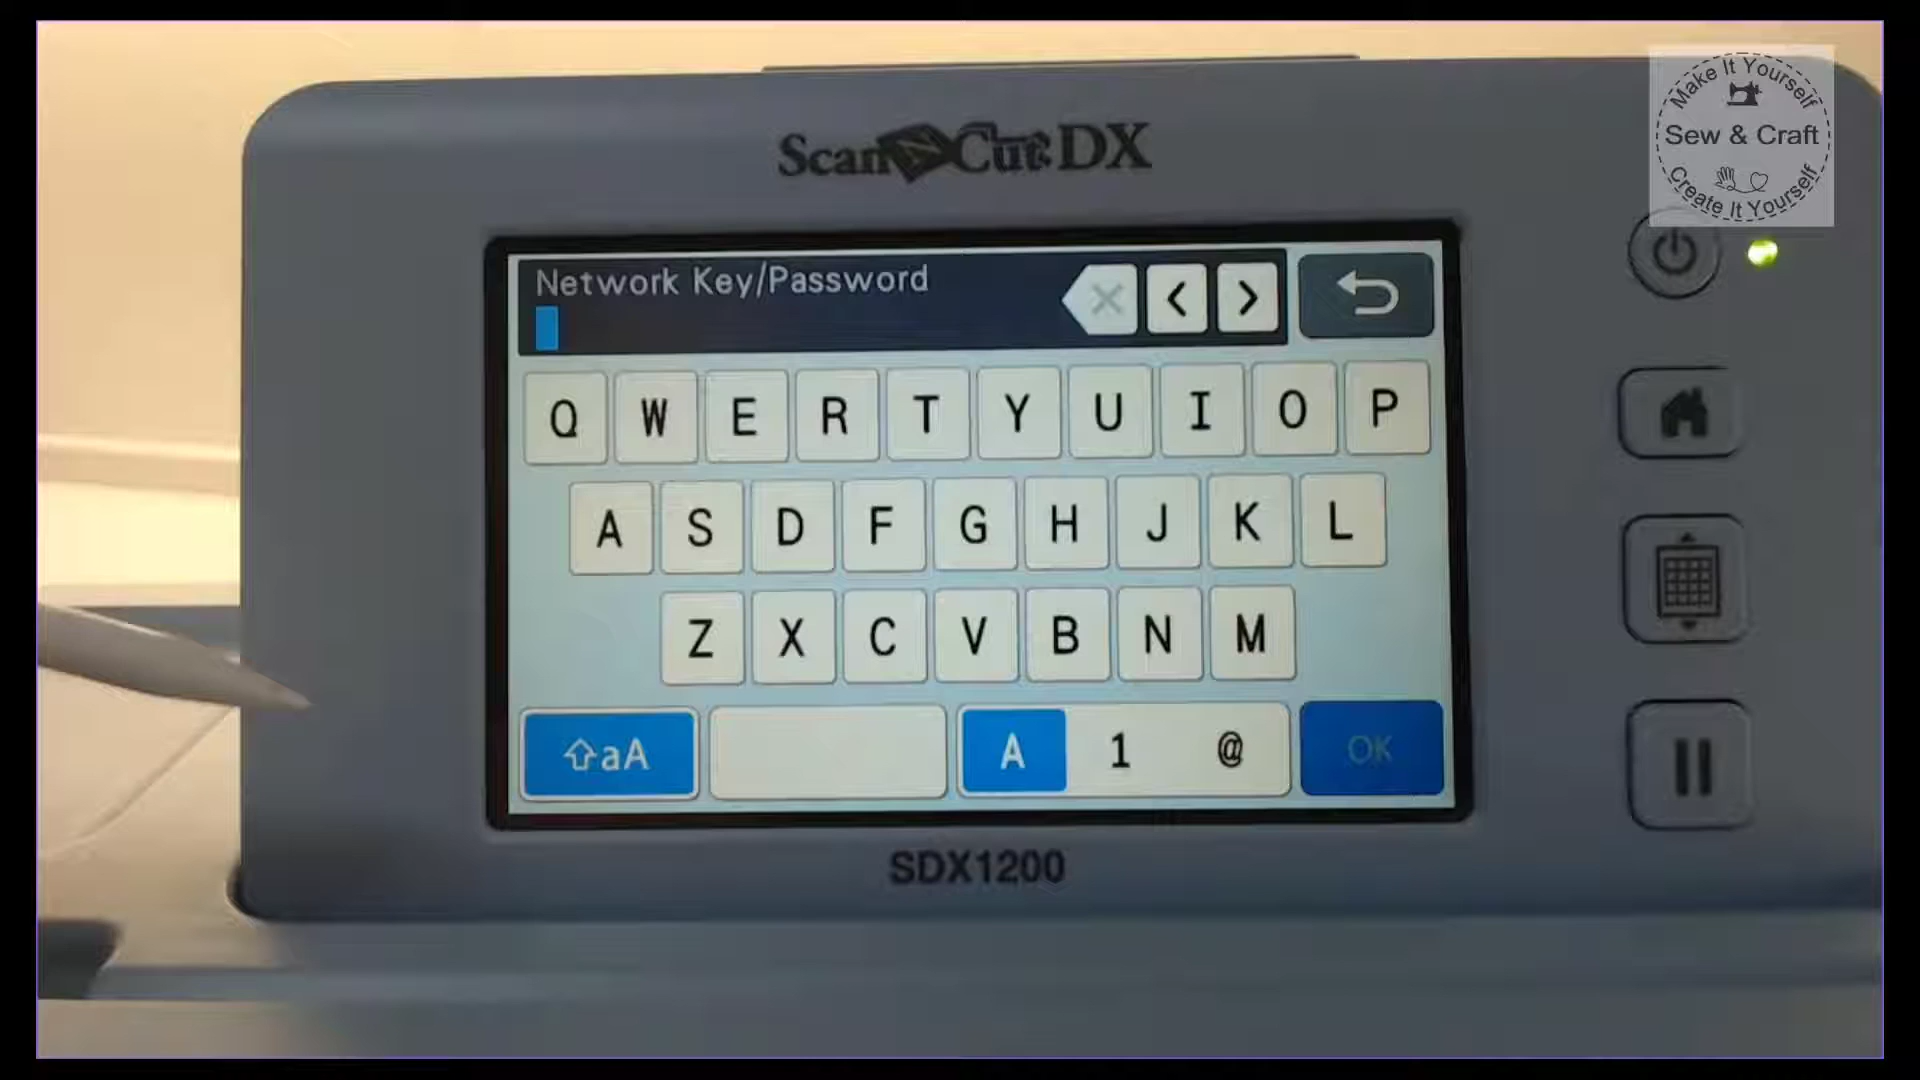 Make It Yourself
Sew & Craft
Create It Yourself
ScanNCut DX
Network Key/Password
Q W E R T Y U I O P
A S D F G H J K L
Z X C V B N M
aA A 1 @ OK
SDX1200